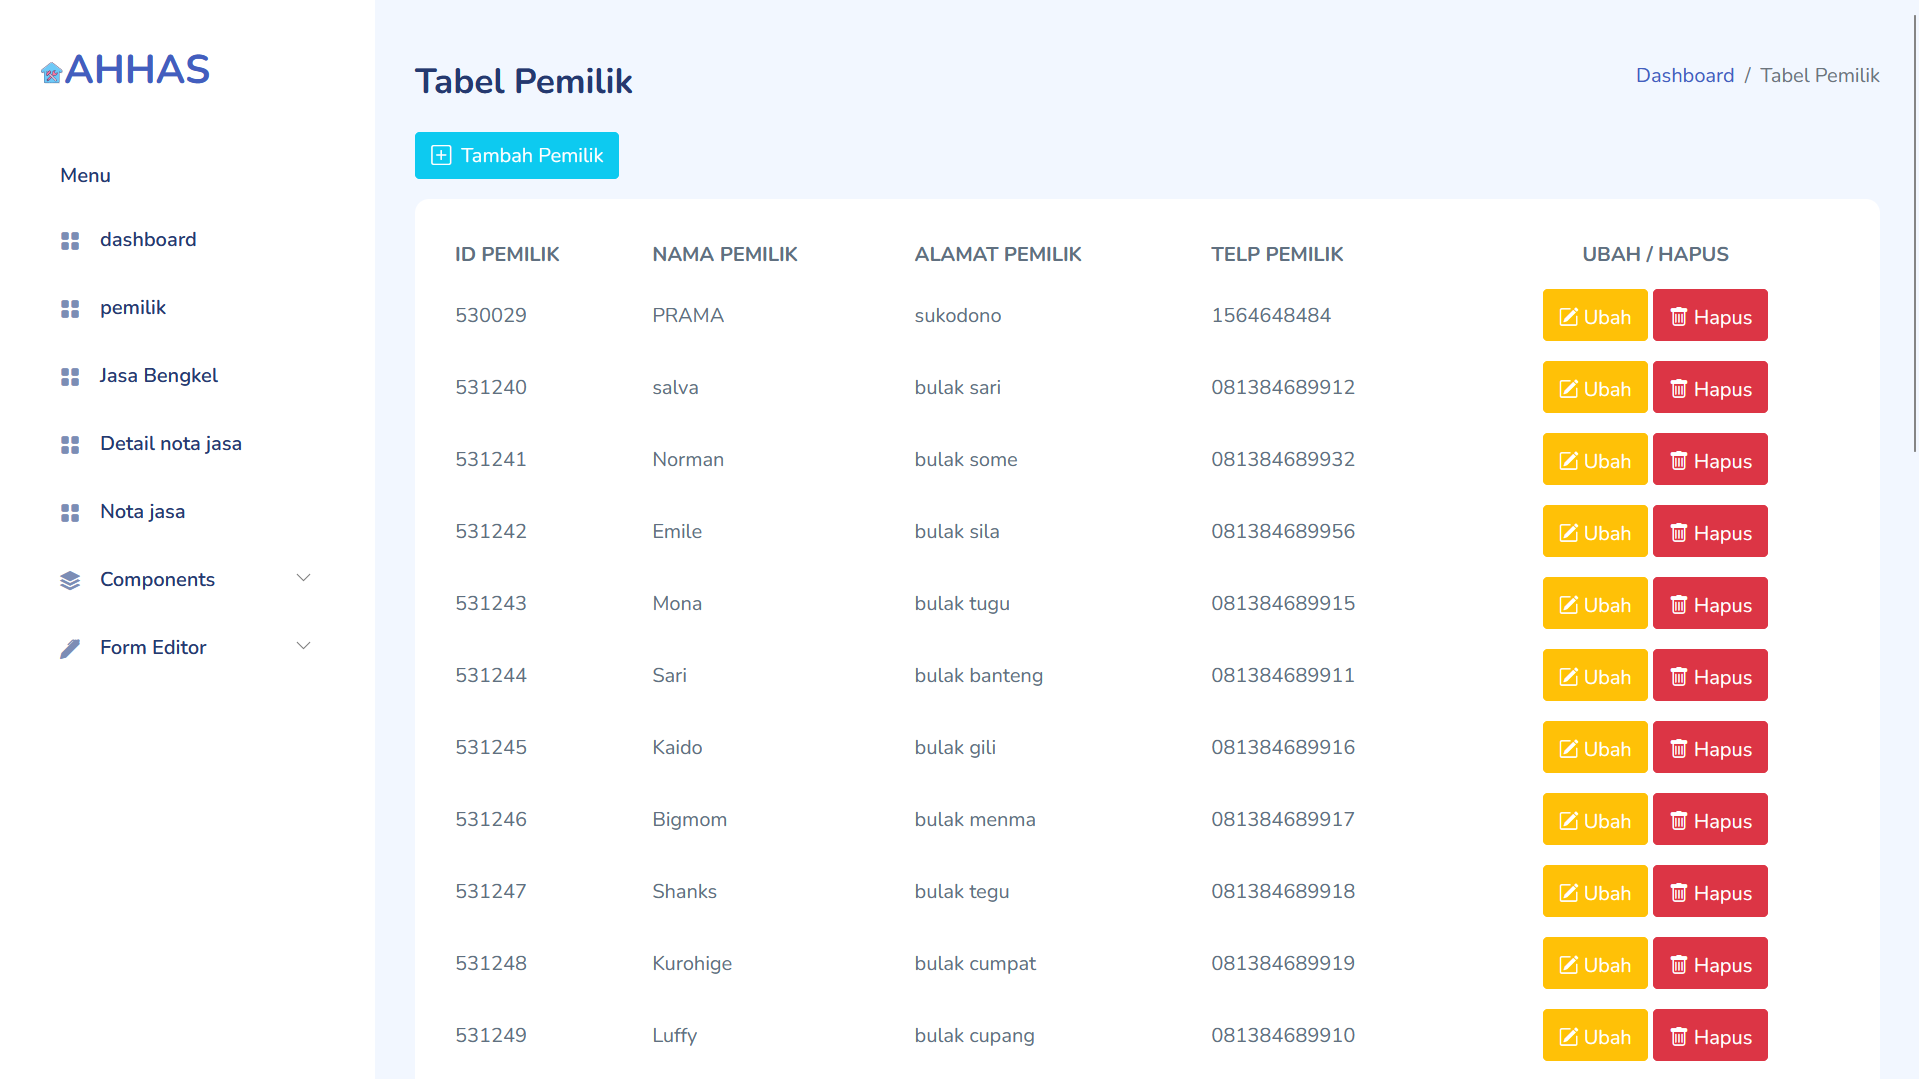 AHHAS
Menu
dashboard
pemilik
Jasa Bengkel
Detail nota jasa
Nota jasa
Components
Form Editor
Tabel Pemilik
Dashboard / Tabel Pemilik
Tambah Pemilik
ID PEMILIK NAMA PEMILIK ALAMAT PEMILIK TELP PEMILIK UBAH / HAPUS
530029 PRAMA sukodono 1564648484 Ubah Hapus
531240 salva bulak sari 081384689912 Ubah Hapus
531241 Norman bulak some 081384689932 Ubah Hapus
531242 Emile bulak sila 081384689956 Ubah Hapus
531243 Mona bulak tugu 081384689915 Ubah Hapus
531244 Sari bulak banteng 081384689911 Ubah Hapus
531245 Kaido bulak gili 081384689916 Ubah Hapus
531246 Bigmom bulak menma 081384689917 Ubah Hapus
531247 Shanks bulak tegu 081384689918 Ubah Hapus
531248 Kurohige bulak cumpat 081384689919 Ubah Hapus
531249 Luffy bulak cupang 081384689910 Ubah Hapus